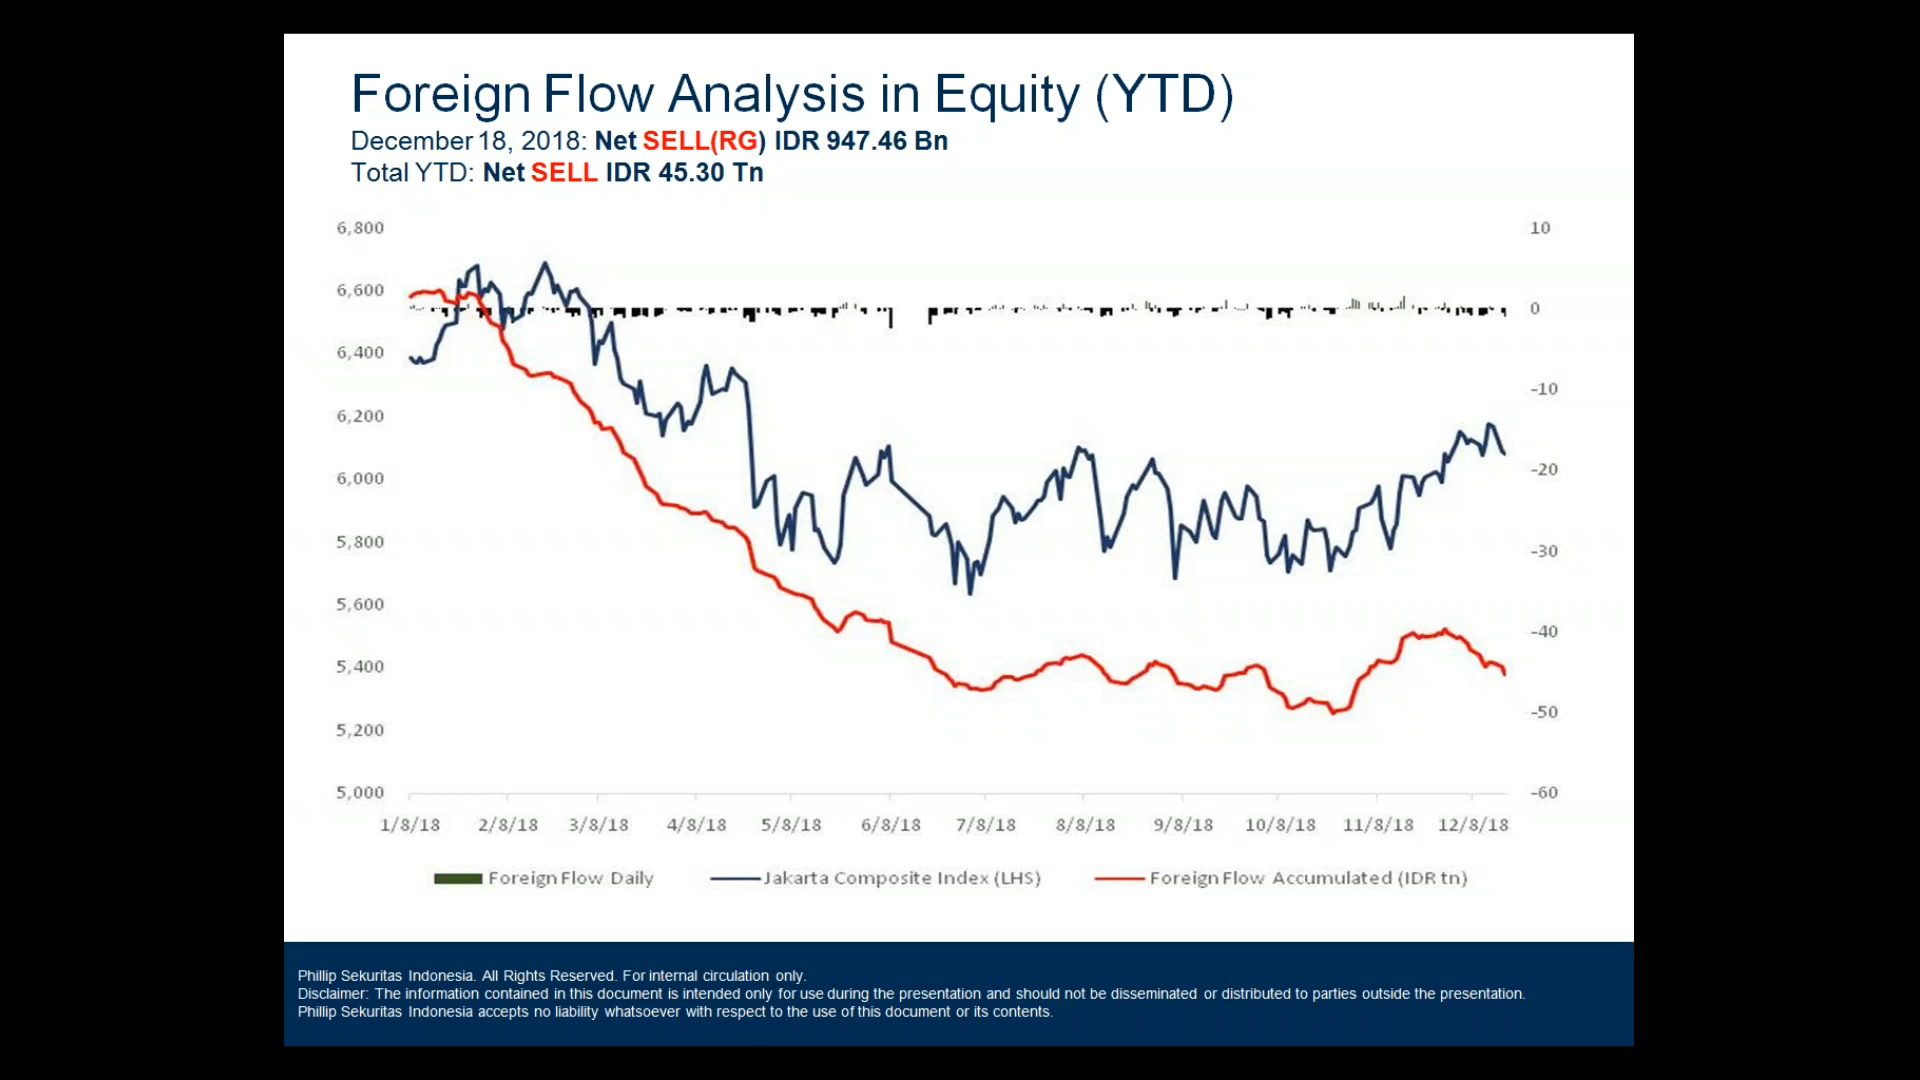 Foreign Flow Analysis in Equity (YTD)
December 18, 2018: Net SELL(RG) IDR 947.46 Bn
Total YTD: Net SELL IDR 45.30 Tn
6,800
6,600
6,400
6,200
6,000
5,800
5,600
5,400
5,200
5,000
10
0
-10
-20
-30
-40
-50
-60
1/8/18 2/8/18 3/8/18 4/8/18 5/8/18 6/8/18 7/8/18 8/8/18 9/8/18 10/8/18 11/8/18 12/8/18
Foreign Flow Daily Jakarta Composite Index (LHS) Foreign Flow Accumulated (IDR tn)
Phillip Sekuritas Indonesia. All Rights Reserved. For internal circulation only.
Disclaimer: The information contained in this document is intended only for use during the presentation and should not be disseminated or distributed to parties outside the presentation.
Phillip Sekuritas Indonesia accepts no liability whatsoever with respect to the use of this document or its contents.